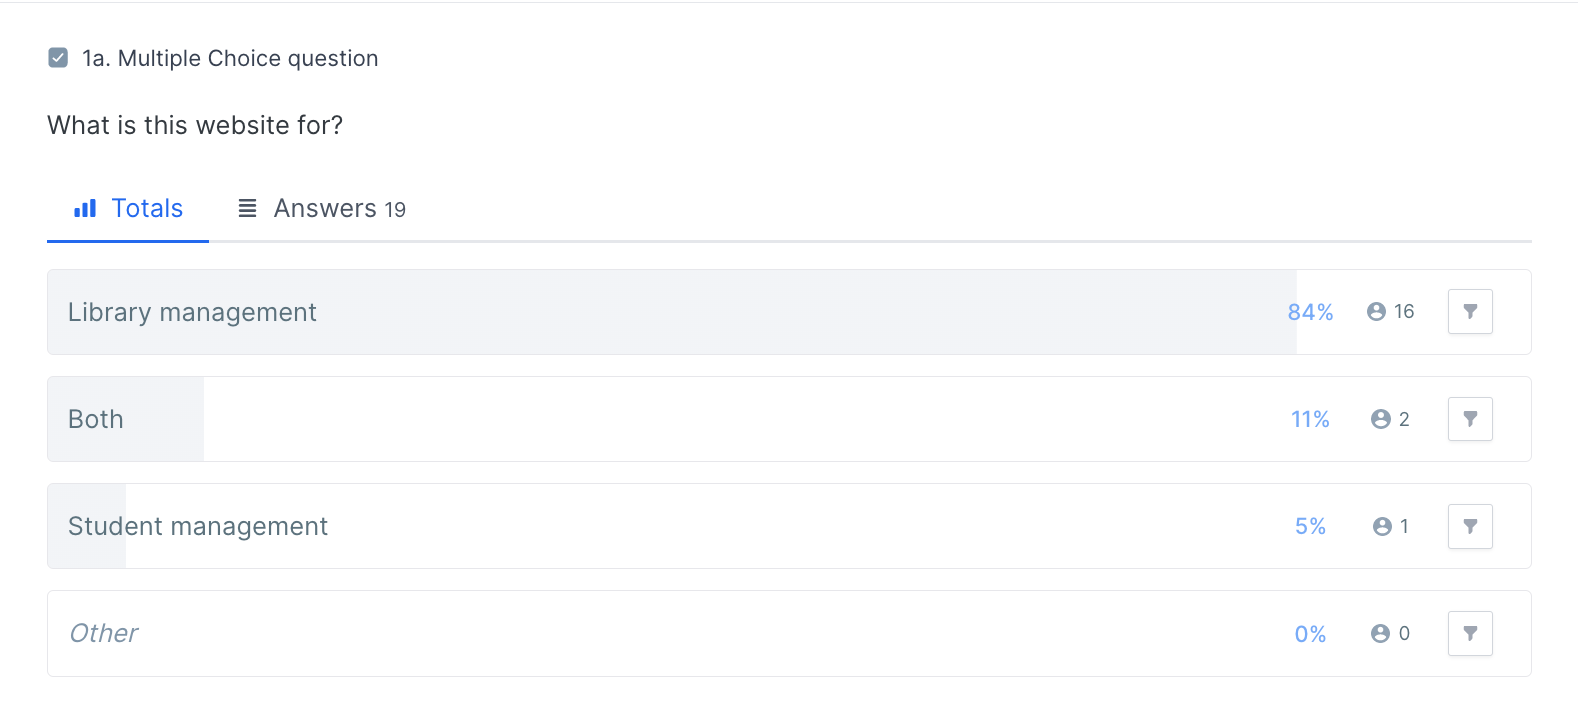 1a. Multiple Choice question
What is this website for?
Totals Answers 19
Library management 84% 16
Both 11% 2
Student management 5% 1
Other 0% 0